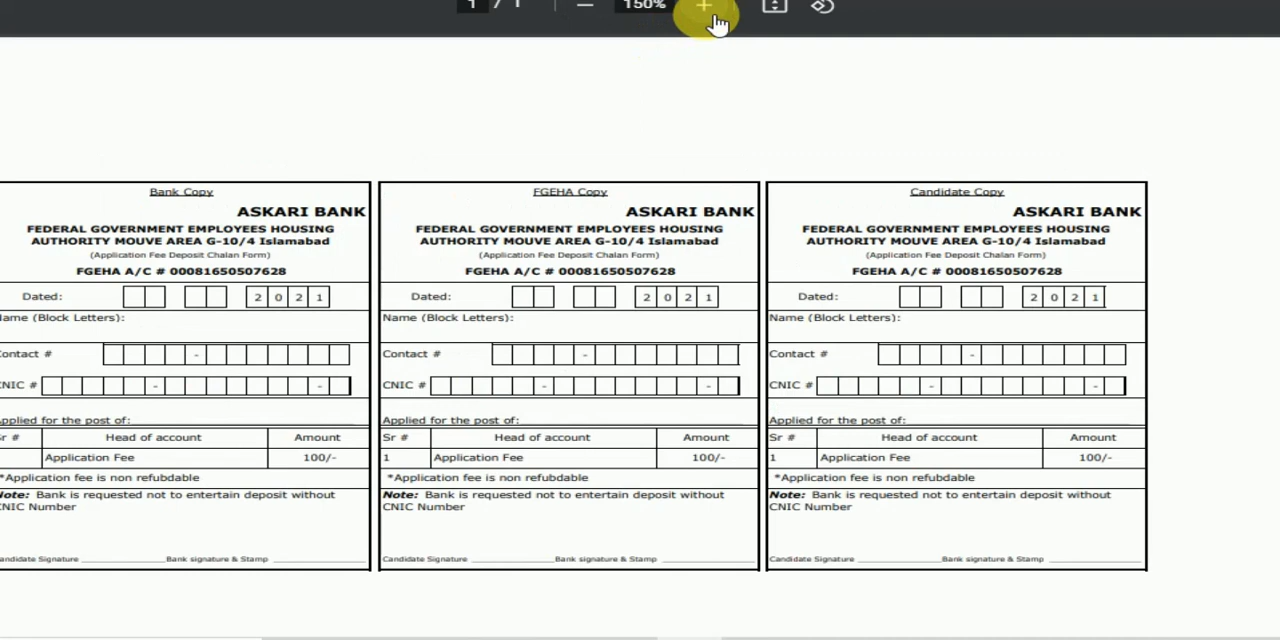 1 / 1 150%
Bank Copy
ASKARI BANK
FEDERAL GOVERNMENT EMPLOYEES HOUSING
AUTHORITY MOUVE AREA G-10/4 Islamabad
(Application Fee Deposit Chalan Form)
FGEHA A/C # 00081650507628
Dated: 2 0 2 1
Name (Block Letters):
Contact # -
CNIC # - -
Applied for the post of:
Sr # Head of account Amount
Application Fee 100/-
*Application fee is non refubdable
Note: Bank is requested not to entertain deposit without
CNIC Number
Candidate Signature Bank signature & Stamp
FGEHA Copy
ASKARI BANK
FEDERAL GOVERNMENT EMPLOYEES HOUSING
AUTHORITY MOUVE AREA G-10/4 Islamabad
(Application Fee Deposit Chalan Form)
FGEHA A/C # 00081650507628
Dated: 2 0 2 1
Name (Block Letters):
Contact # -
CNIC # - -
Applied for the post of:
Sr # Head of account Amount
1 Application Fee 100/-
*Application fee is non refubdable
Note: Bank is requested not to entertain deposit without
CNIC Number
Candidate Signature Bank signature & Stamp
Candidate Copy
ASKARI BANK
FEDERAL GOVERNMENT EMPLOYEES HOUSING
AUTHORITY MOUVE AREA G-10/4 Islamabad
(Application Fee Deposit Chalan Form)
FGEHA A/C # 00081650507628
Dated: 2 0 2 1
Name (Block Letters):
Contact # -
CNIC # - -
Applied for the post of:
Sr # Head of account Amount
1 Application Fee 100/-
*Application fee is non refubdable
Note: Bank is requested not to entertain deposit without
CNIC Number
Candidate Signature Bank signature & Stamp